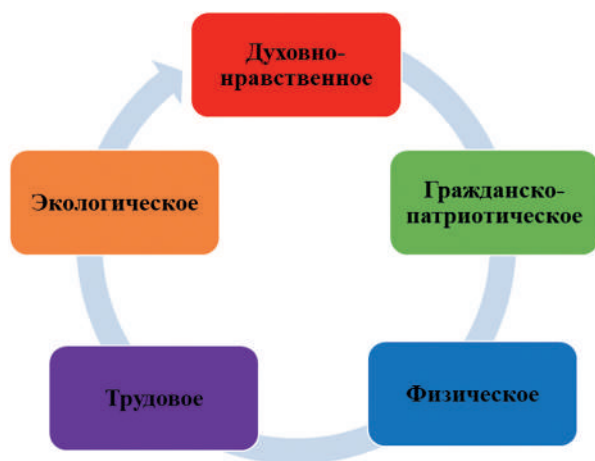 Духовно-
нравственное
Гражданско-
патриотическое
Физическое
Трудовое
Экологическое